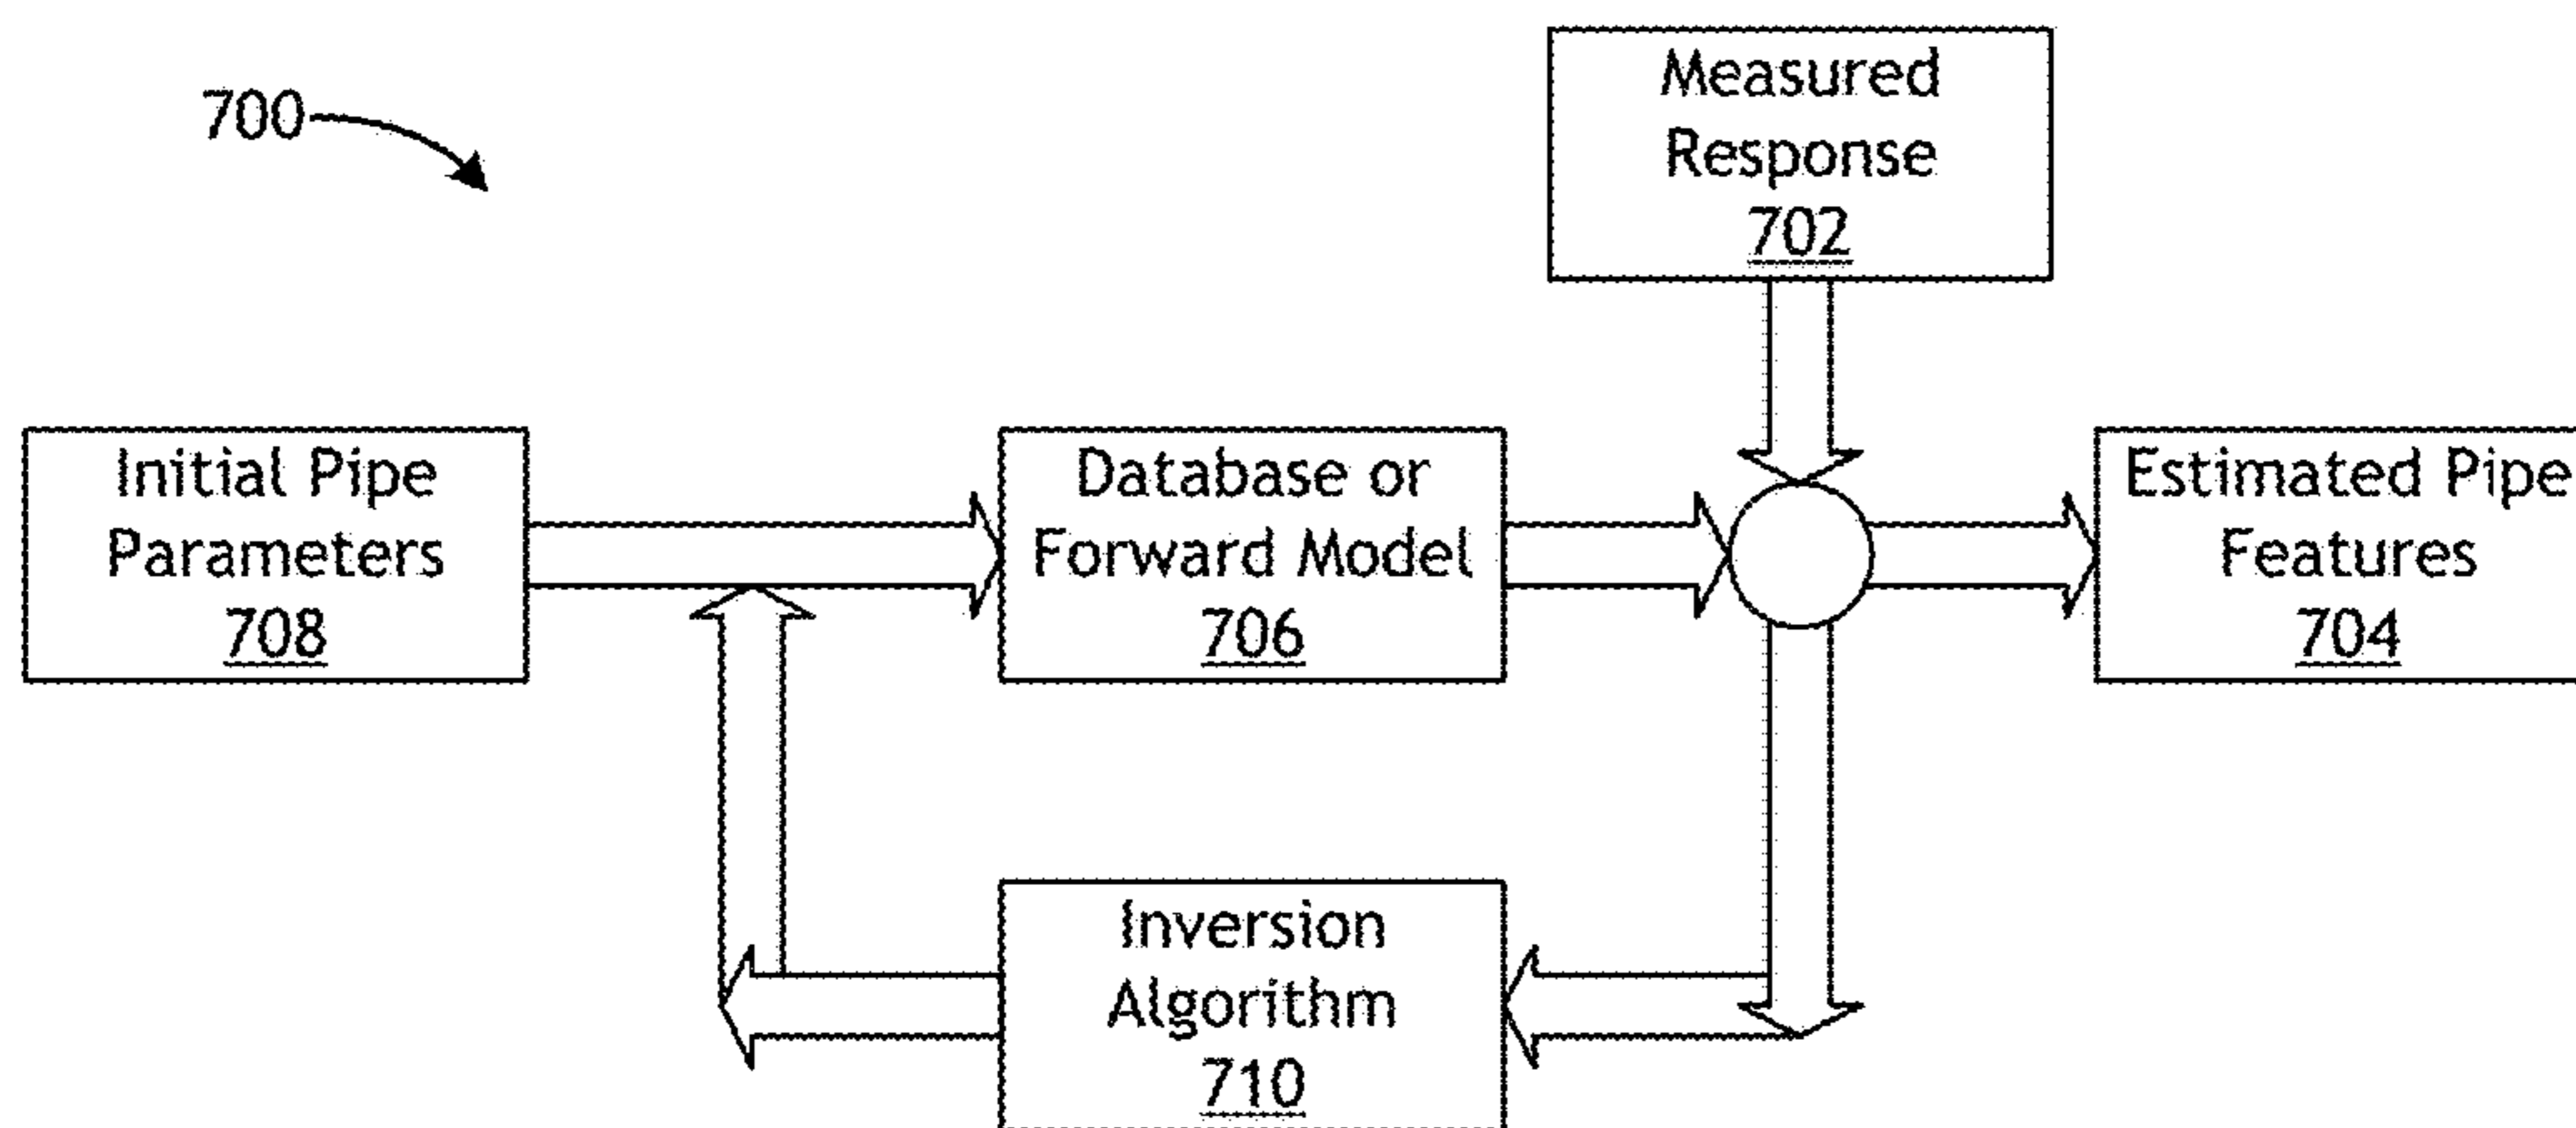 700
Measured
Response
702
Initial Pipe
Parameters
708
Database or
Forward Model
706
Estimated Pipe
Features
704
Inversion
Algorithm
710